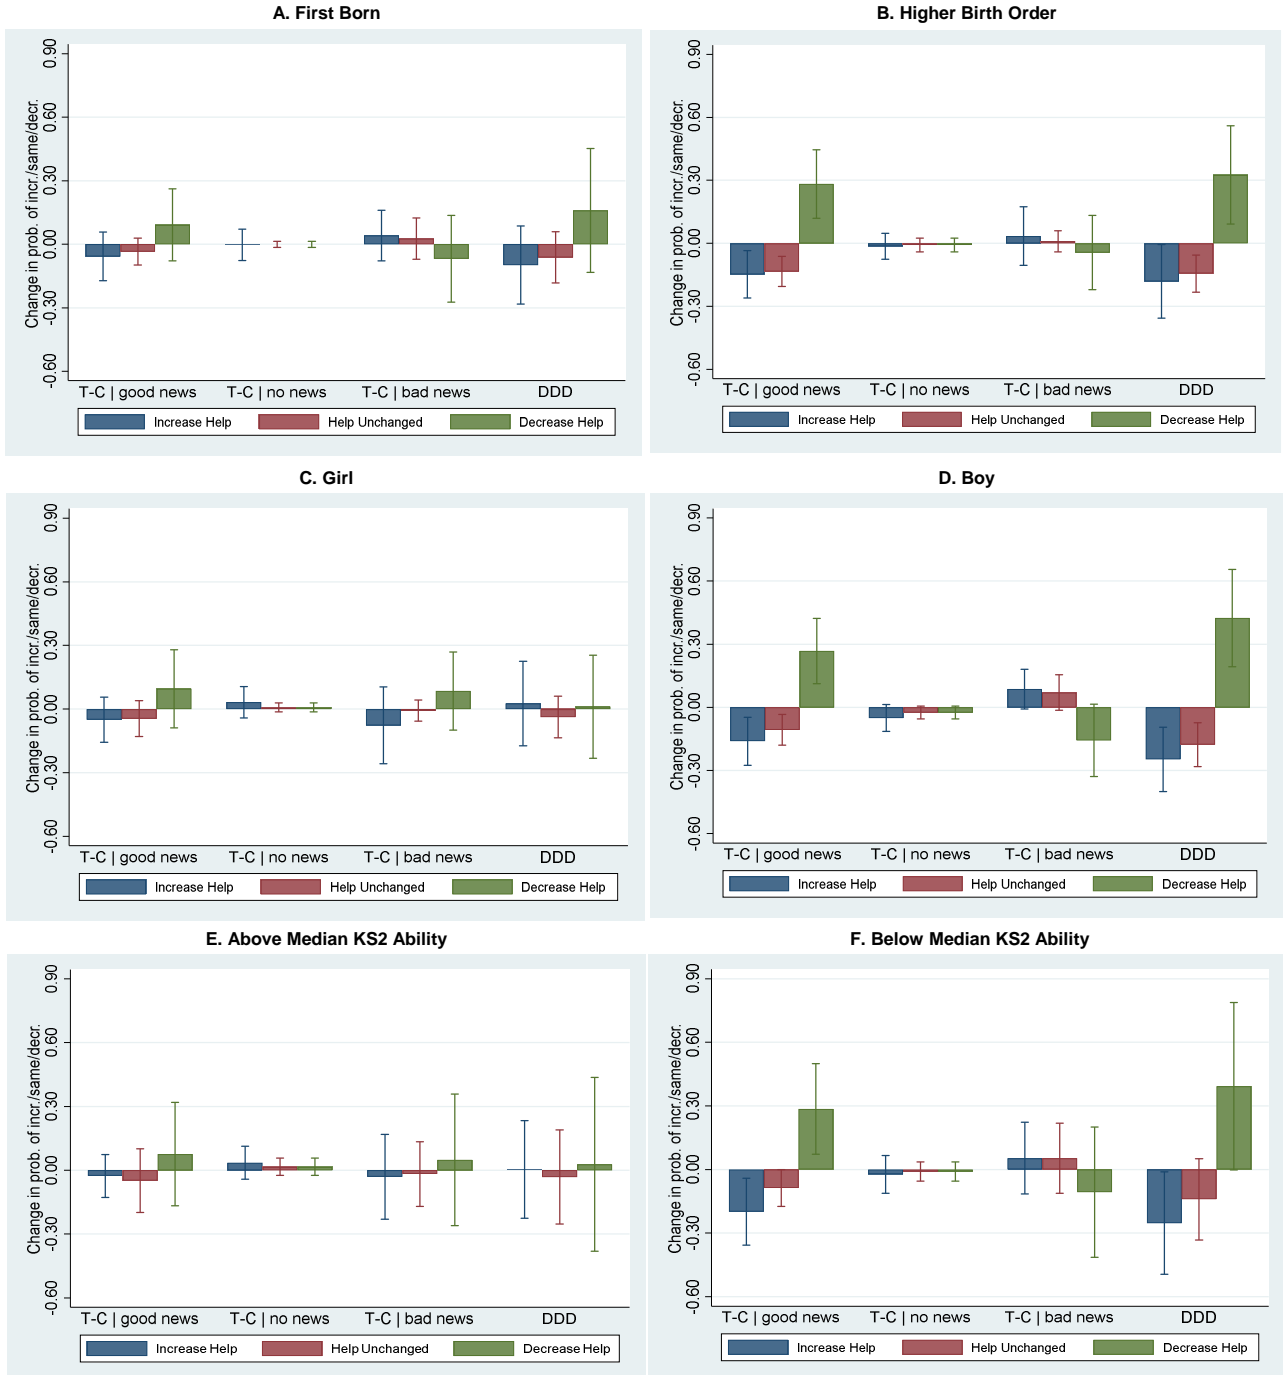 A. First Born
Change in prob. of incr./same/decr.
0.90
0.60
0.30
0.00
-0.30
-0.60
T-C | good news
T-C | no news
T-C | bad news
DDD
Increase Help
Help Unchanged
Decrease Help
B. Higher Birth Order
Change in prob. of incr./same/decr.
0.90
0.60
0.30
0.00
-0.30
-0.60
T-C | good news
T-C | no news
T-C | bad news
DDD
Increase Help
Help Unchanged
Decrease Help
C. Girl
Change in prob. of incr./same/decr.
0.90
0.60
0.30
0.00
-0.30
-0.60
T-C | good news
T-C | no news
T-C | bad news
DDD
Increase Help
Help Unchanged
Decrease Help
D. Boy
Change in prob. of incr./same/decr.
0.90
0.60
0.30
0.00
-0.30
-0.60
T-C | good news
T-C | no news
T-C | bad news
DDD
Increase Help
Help Unchanged
Decrease Help
E. Above Median KS2 Ability
Change in prob. of incr./same/decr.
0.90
0.60
0.30
0.00
-0.30
-0.60
T-C | good news
T-C | no news
T-C | bad news
DDD
Increase Help
Help Unchanged
Decrease Help
F. Below Median KS2 Ability
Change in prob. of incr./same/decr.
0.90
0.60
0.30
0.00
-0.30
-0.60
T-C | good news
T-C | no news
T-C | bad news
DDD
Increase Help
Help Unchanged
Decrease Help